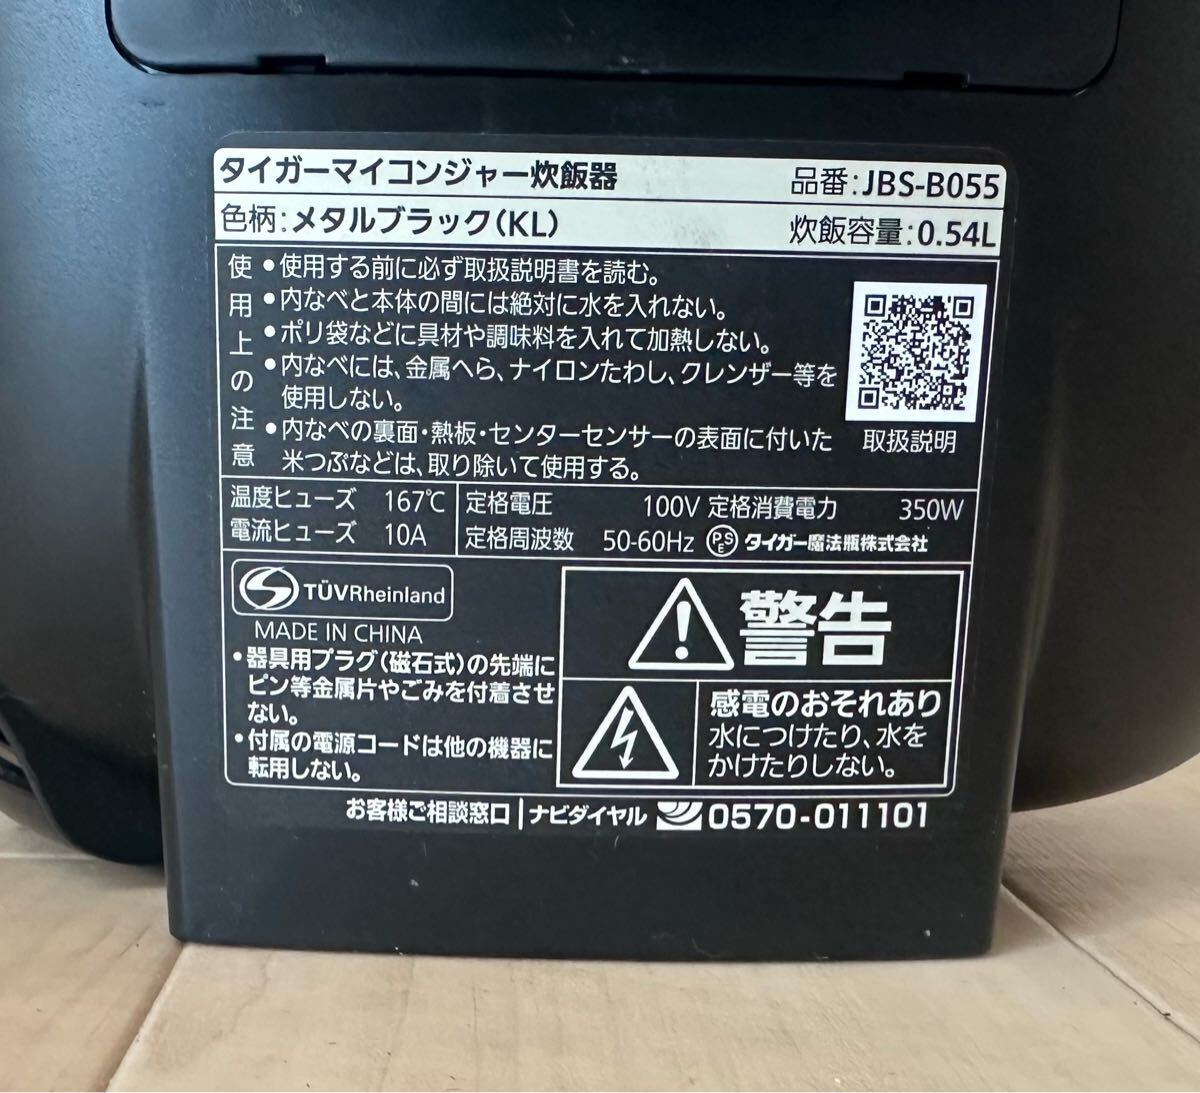 タイガーマイコンジャー炊飯器 品番:JBS-B055
色柄:メタルブラック(KL) 炊飯容量:0.54L
使用上の注意
•使用する前に必ず取扱説明書を読む。
•内なべと本体の間には絶対に水を入れない。
•ポリ袋などに具材や調味料を入れて加熱しない。
•内なべには、金属へら、ナイロンたわし、クレンザー等を
使用しない。
•内なべの裏面・熱板・センターセンサーの表面に付いた
米つぶなどは、取り除いて使用する。
取扱説明
温度ヒューズ 167℃ 定格電圧 100V 定格消費電力 350W
電流ヒューズ 10A 定格周波数 50-60Hz PSE タイガー魔法瓶株式会社
TÜVRheinland
MADE IN CHINA
•器具用プラグ(磁石式)の先端に
ピン等金属片やごみを付着させ
ない。
•付属の電源コードは他の機器に
転用しない。
警告
感電のおそれあり
水につけたり、水を
かけたりしない。
お客様ご相談窓口|ナビダイヤル 0570-011101